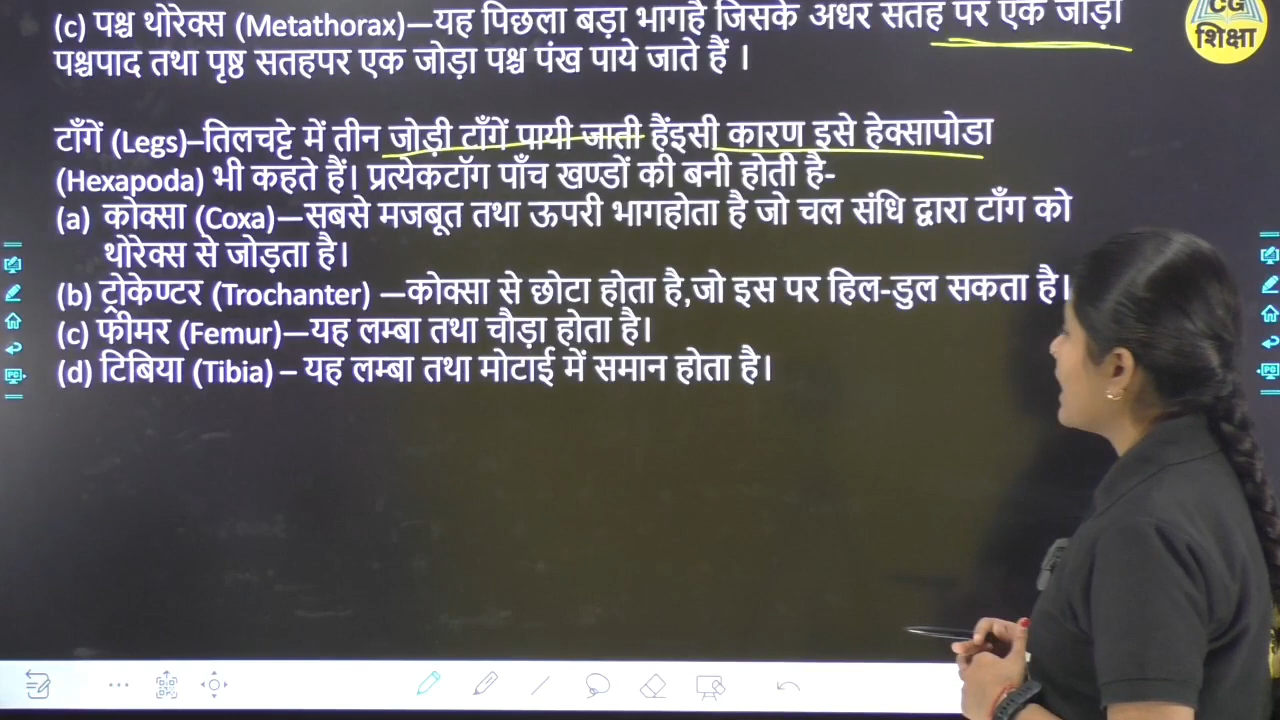 (c) पश्च थोरेक्स (Metathorax)—यह पिछला बड़ा भागहै जिसके अधर सतह पर एक जोड़ी
पश्चपाद तथा पृष्ठ सतहपर एक जोड़ा पश्च पंख पाये जाते हैं ।
CG
शिक्षा
टाँगें (Legs)–तिलचट्टे में तीन जोड़ी टाँगें पायी जाती हैंइसी कारण इसे हेक्सापोडा
(Hexapoda) भी कहते हैं। प्रत्येकटॉग पाँच खण्डों की बनी होती है-
(a) कोक्सा (Coxa)—सबसे मजबूत तथा ऊपरी भागहोता है जो चल संधि द्वारा टाँग को
थोरेक्स से जोड़ता है।
(b) ट्रोकेण्टर (Trochanter) —कोक्सा से छोटा होता है,जो इस पर हिल-डुल सकता है।
(c) फीमर (Femur)—यह लम्बा तथा चौड़ा होता है।
(d) टिबिया (Tibia) – यह लम्बा तथा मोटाई में समान होता है।